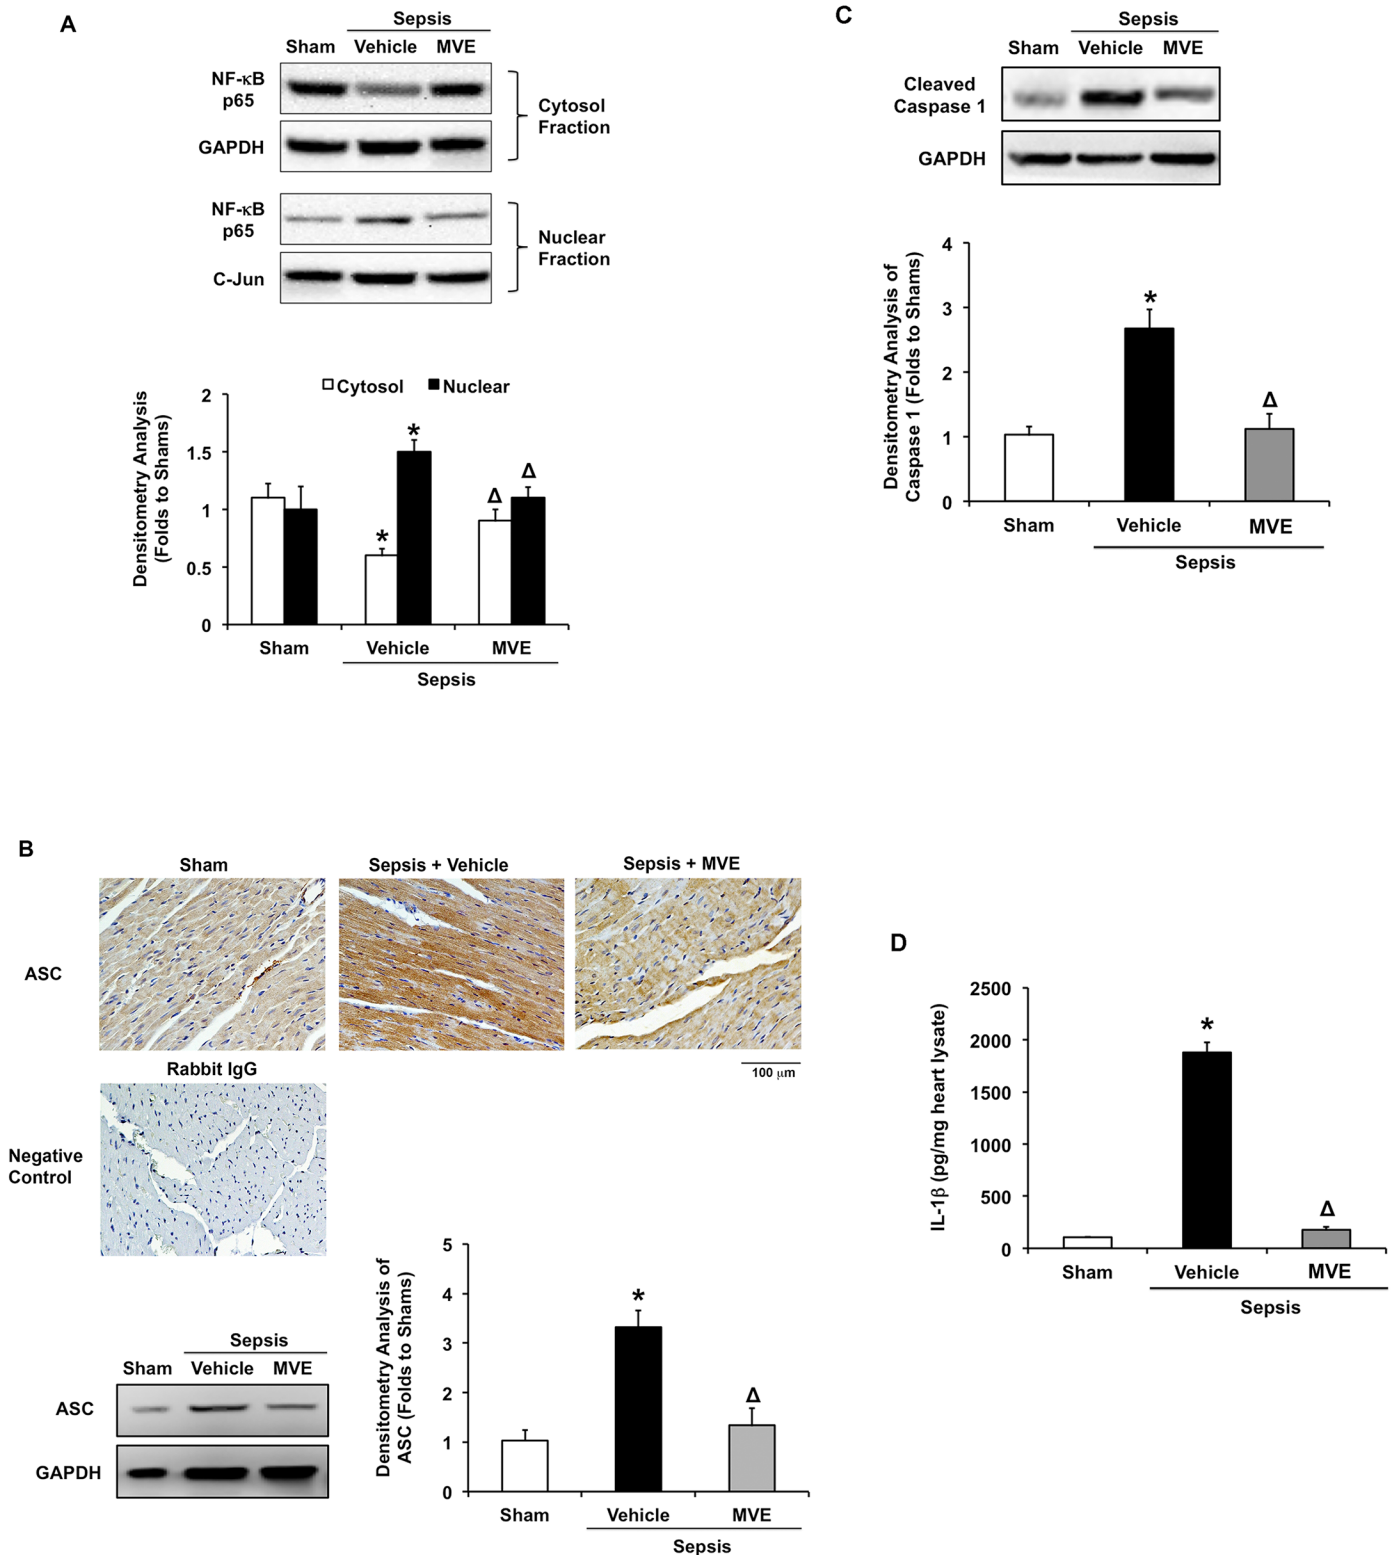 A
Sepsis
Sham Vehicle MVE
NF-κB
p65
GAPDH
Cytosol
Fraction
NF-κB
p65
C-Jun
Nuclear
Fraction
Cytosol Nuclear
Densitometry Analysis
(Folds to Shams)
2
1.5
1
0.5
0
*
*
Δ
Δ
Sham Vehicle MVE
Sepsis
C
Sepsis
Sham Vehicle MVE
Cleaved
Caspase 1
GAPDH
Densitometry Analysis of
Caspase 1 (Folds to Shams)
4
3
2
1
0
*
Δ
Sham Vehicle MVE
Sepsis
B
Sham Sepsis + Vehicle Sepsis + MVE
ASC
100 μm
Rabbit IgG
Negative
Control
Sepsis
Sham Vehicle MVE
ASC
GAPDH
Densitometry Analysis of
ASC (Folds to Shams)
5
4
3
2
1
0
*
Δ
Sham Vehicle MVE
Sepsis
D
IL-1β (pg/mg heart lysate)
2500
2000
1500
1000
500
0
*
Δ
Sham Vehicle MVE
Sepsis